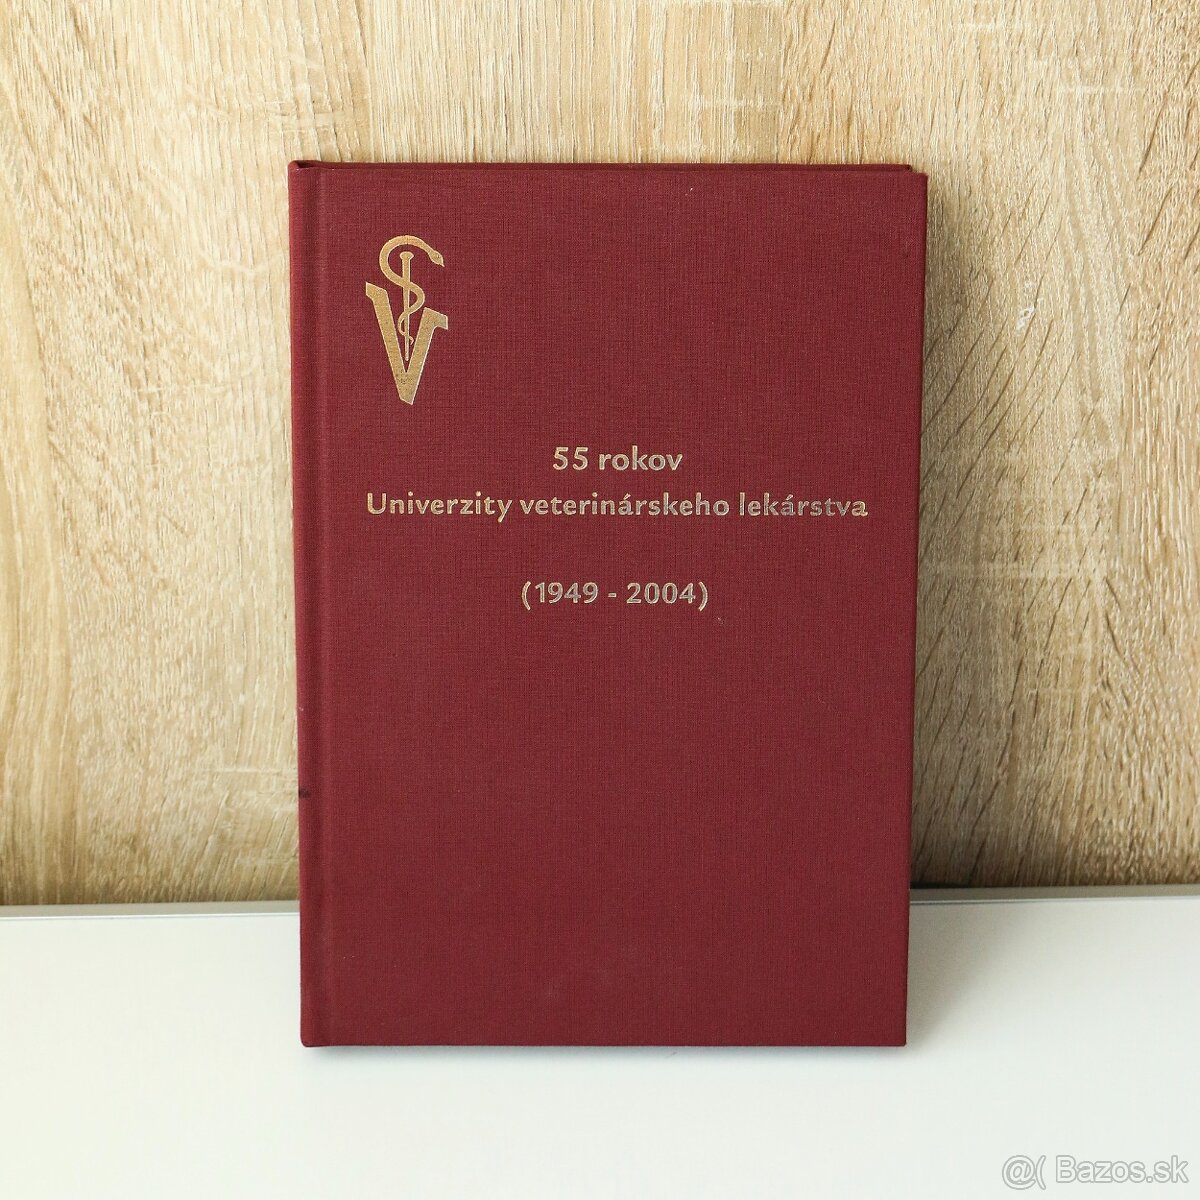 55 rokov
Univerzity veterinárskeho lekárstva
(1949 - 2004)
@( Bazos.sk